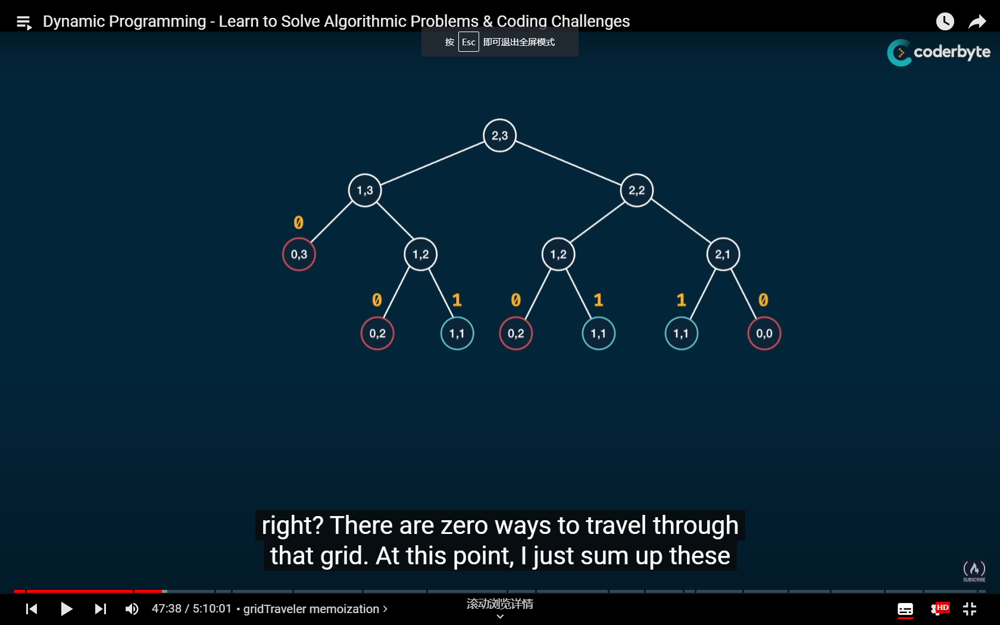 Dynamic Programming - Learn to Solve Algorithmic Problems & Coding Challenges
按 Esc 即可退出全屏模式
coderbyte
2,3
1,3
2,2
0
0,3
1,2
1,2
2,1
0
1
0
1
1
0
0,2
1,1
0,2
1,1
1,1
0,0
right? There are zero ways to travel through
that grid. At this point, I just sum up these
SUBSCRIBE
47:38 / 5:10:01 • gridTraveler memoization >
滚动浏览详情
HD